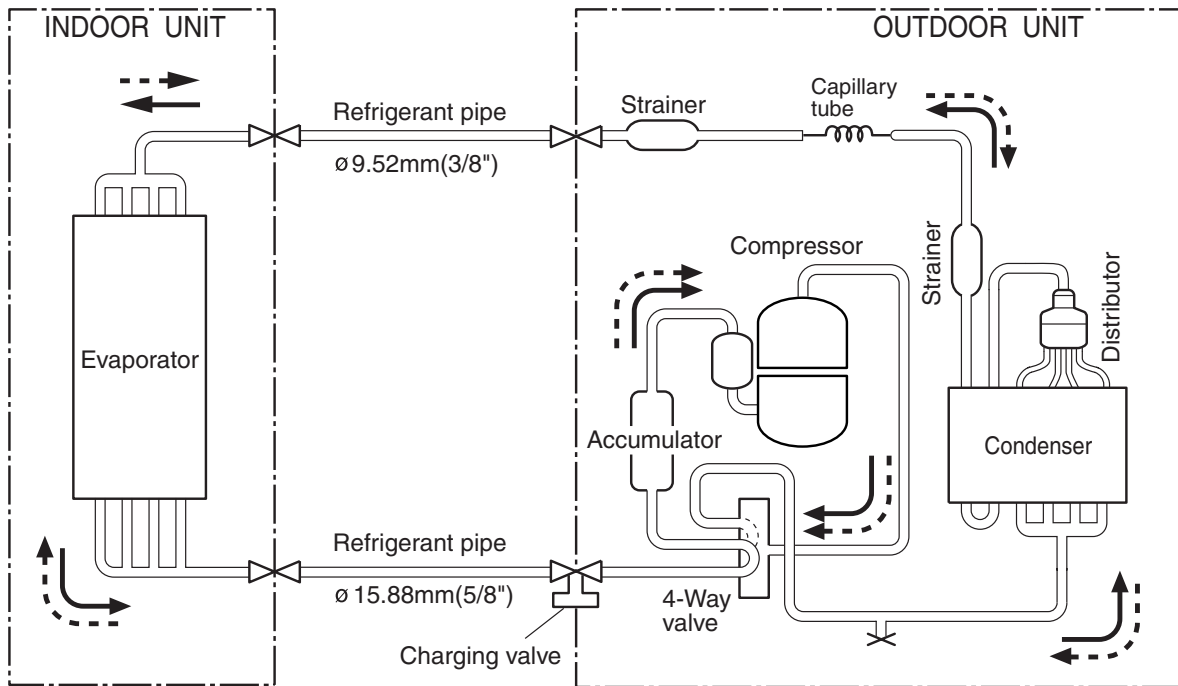 INDOOR UNIT
OUTDOOR UNIT
Refrigerant pipe
ø 9.52mm(3/8")
Strainer
Capillary
tube
Compressor
Strainer
Distributor
Evaporator
Accumulator
Condenser
Refrigerant pipe
ø 15.88mm(5/8")
4-Way
valve
Charging valve